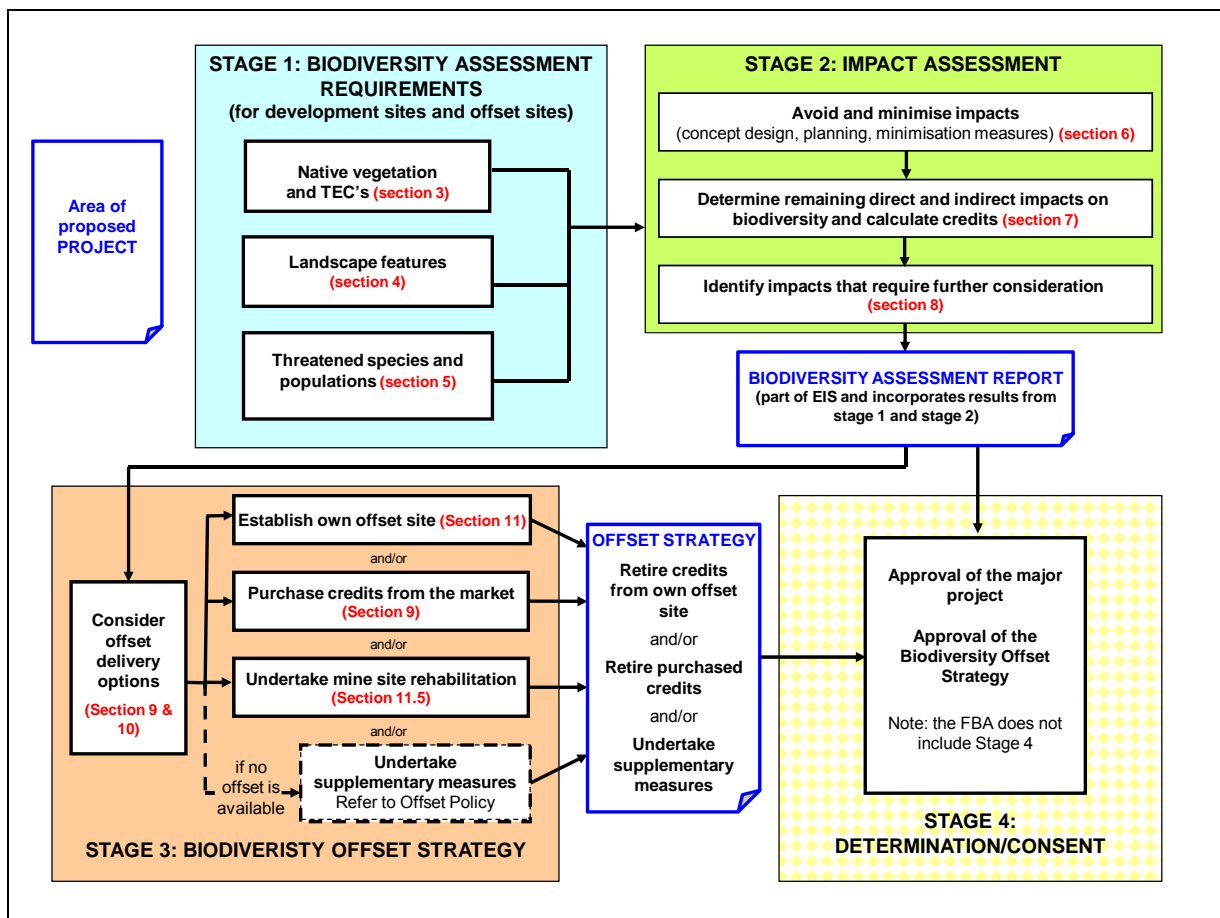 Area of
proposed
PROJECT
STAGE 1: BIODIVERSITY ASSESSMENT
REQUIREMENTS
(for development sites and offset sites)
Native vegetation
and TEC's (section 3)
Landscape features
(section 4)
Threatened species and
populations (section 5)
STAGE 2: IMPACT ASSESSMENT
Avoid and minimise impacts
(concept design, planning, minimisation measures) (section 6)
Determine remaining direct and indirect impacts on
biodiversity and calculate credits (section 7)
Identify impacts that require further consideration
(section 8)
BIODIVERSITY ASSESSMENT REPORT
(part of EIS and incorporates results from
stage 1 and stage 2)
Consider
offset
delivery
options
(Section 9 &
10)
Establish own offset site (Section 11)
and/or
Purchase credits from the market
(Section 9)
and/or
Undertake mine site rehabilitation
(Section 11.5)
and/or
if no
offset is
available
Undertake
supplementary measures
Refer to Offset Policy
STAGE 3: BIODIVERISTY OFFSET STRATEGY
OFFSET STRATEGY
Retire credits
from own offset
site
and/or
Retire purchased
credits
and/or
Undertake
supplementary
measures
Approval of the major
project
Approval of the
Biodiversity Offset
Strategy
Note: the FBA does not
include Stage 4
STAGE 4:
DETERMINATION/CONSENT